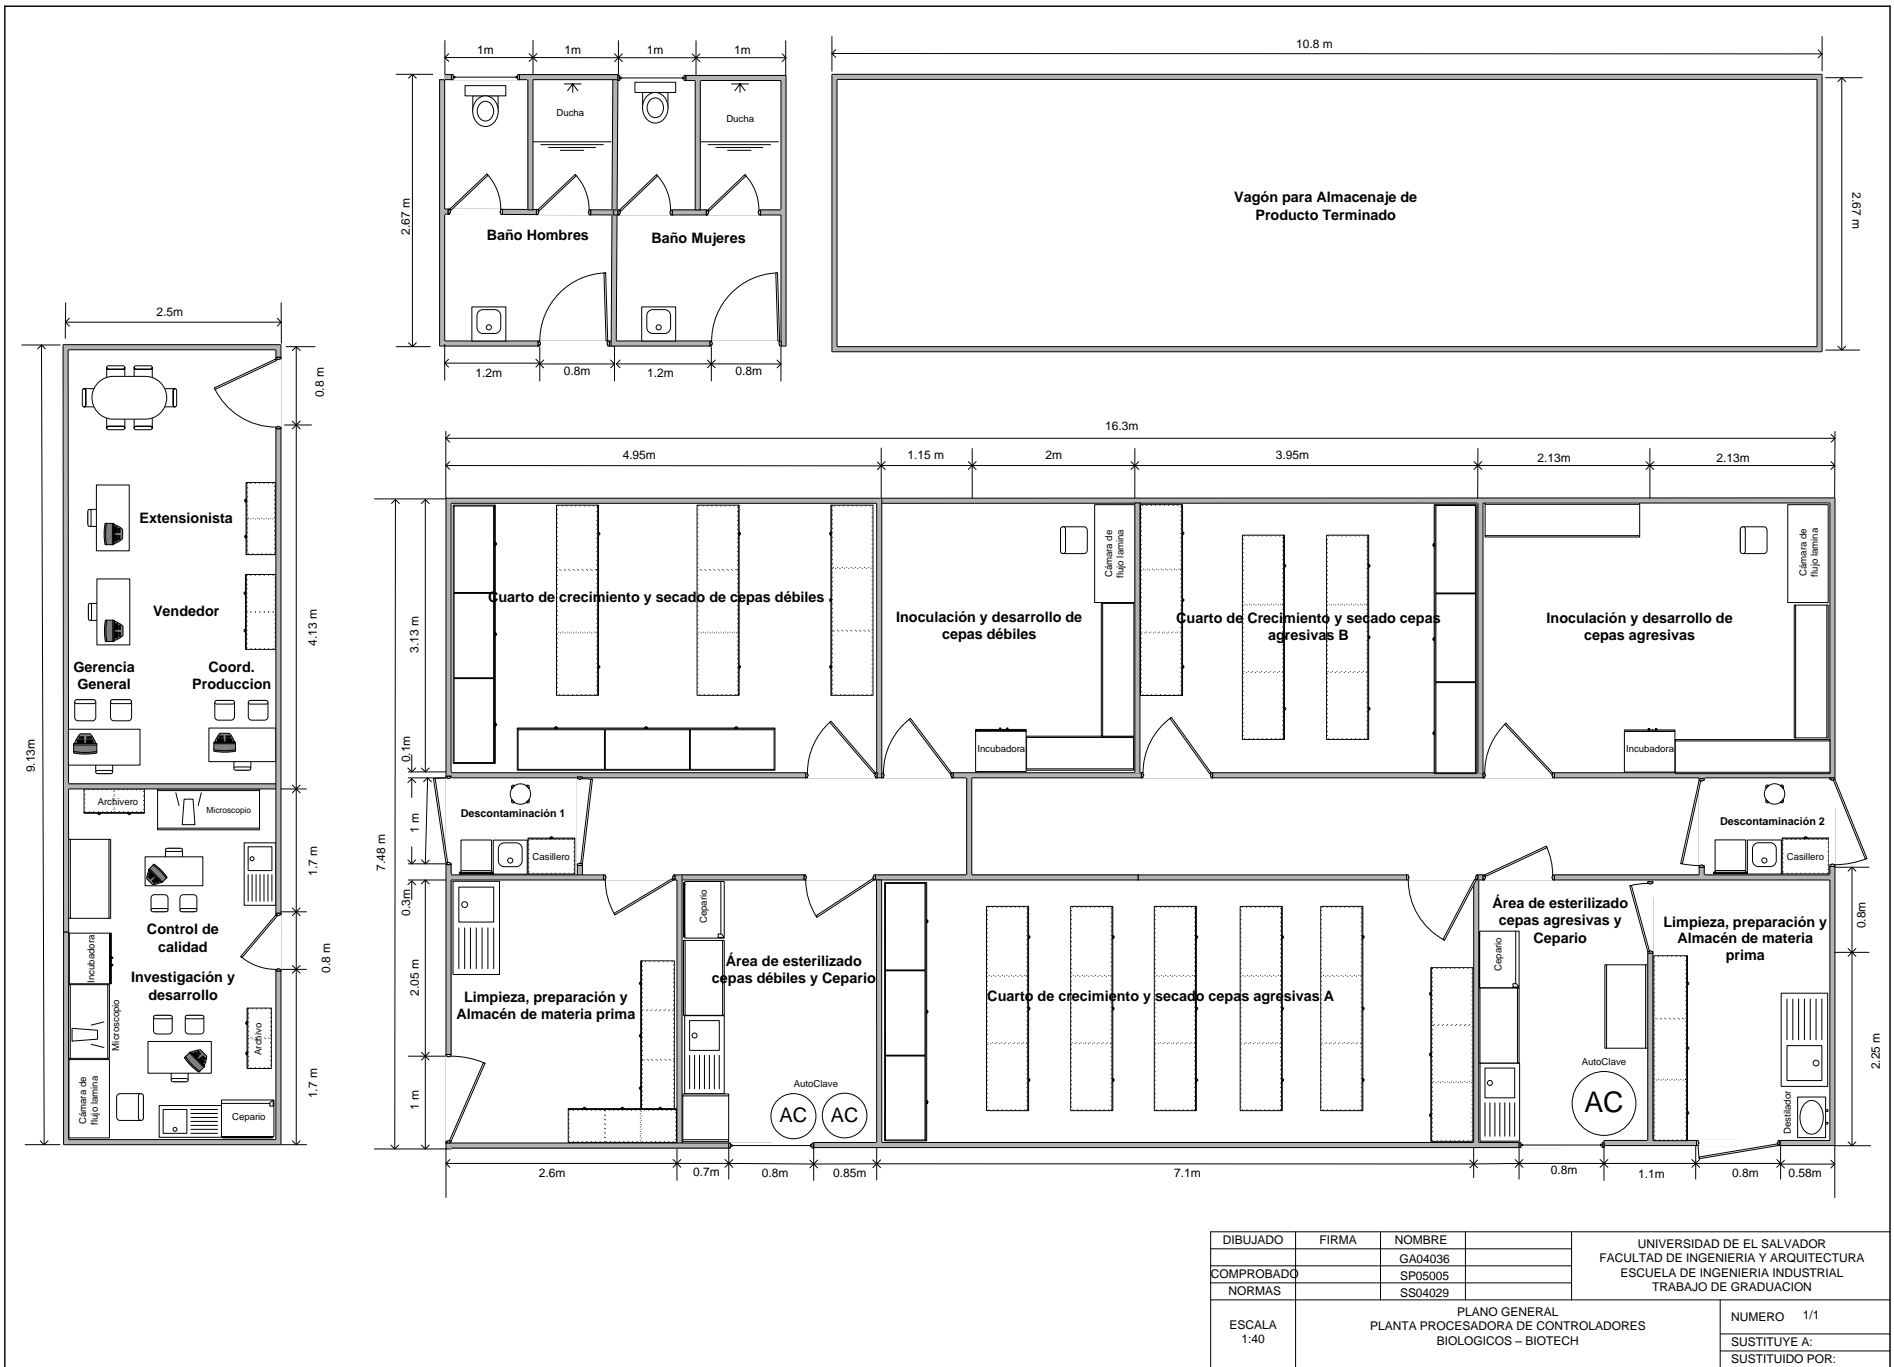 1m
1m
1m
1m
2.67 m
Ducha
Ducha
Baño Hombres
Baño Mujeres
1.2m
0.8m
1.2m
0.8m
10.8 m
Vagón para Almacenaje de
Producto Terminado
2.67 m
2.5m
9.13m
0.8 m
4.13 m
1.7 m
0.8 m
1.7 m
Extensionista
Vendedor
Gerencia
General
Coord.
Produccion
Archivero
Microscopio
Control de
calidad
Incubadora
Investigación y
desarrollo
Microscopio
Archivo
Cámara de
flujo lamina
Cepario
16.3m
4.95m
1.15 m
2m
3.95m
2.13m
2.13m
7.48 m
3.13 m
0.1m
1 m
0.3m
2.05 m
1 m
Cuarto de crecimiento y secado de cepas débiles
Inoculación y desarrollo de
cepas débiles
Cámara de
flujo lamina
Incubadora
Cuarto de Crecimiento y secado cepas
agresivas B
Inoculación y desarrollo de
cepas agresivas
Cámara de
flujo lamina
Incubadora
Descontaminación 1
Casillero
Descontaminación 2
Casillero
Limpieza, preparación y
Almacén de materia prima
Cepario
Área de esterilizado
cepas débiles y Cepario
AutoClave
AC
AC
Cuarto de crecimiento y secado cepas agresivas A
Área de esterilizado
cepas agresivas y
Cepario
Cepario
AutoClave
AC
Limpieza, preparación y
Almacén de materia
prima
Destilador
0.8m
2.25 m
2.6m
0.7m
0.8m
0.85m
7.1m
0.8m
1.1m
0.8m
0.58m
DIBUJADO FIRMA NOMBRE
GA04036
COMPROBADO SP05005
NORMAS SS04029
UNIVERSIDAD DE EL SALVADOR
FACULTAD DE INGENIERIA Y ARQUITECTURA
ESCUELA DE INGENIERIA INDUSTRIAL
TRABAJO DE GRADUACION
ESCALA
1:40
PLANO GENERAL
PLANTA PROCESADORA DE CONTROLADORES
BIOLOGICOS – BIOTECH
NUMERO 1/1
SUSTITUYE A:
SUSTITUIDO POR: